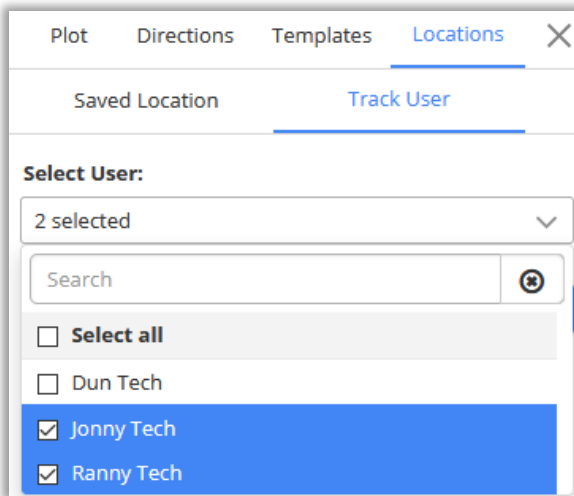 Plot Directions Templates Locations
Saved Location Track User
Select User:
2 selected
Search
Select all
Dun Tech
Jonny Tech
Ranny Tech